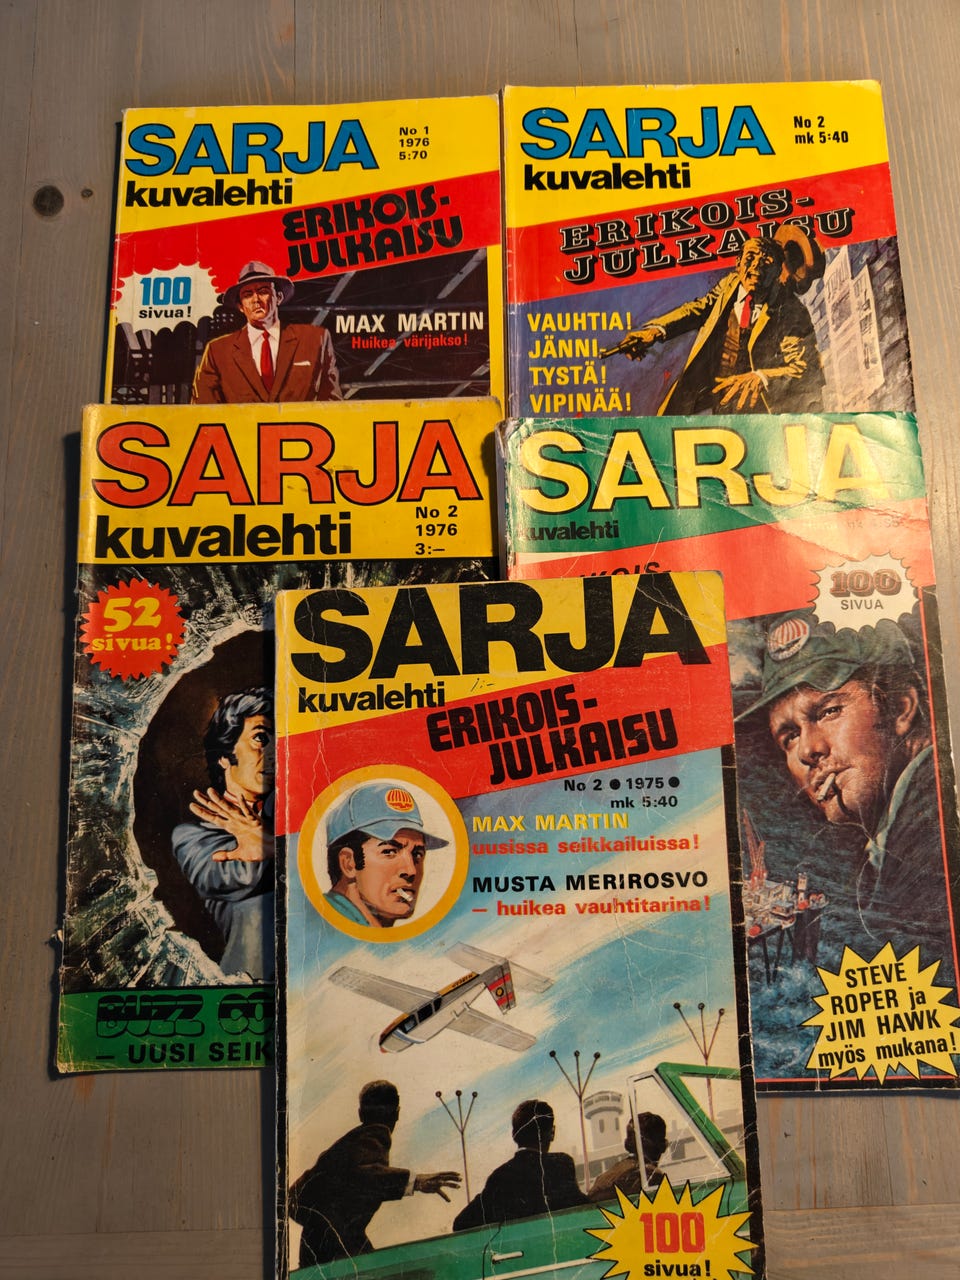 SARJA
kuvalehti
No 1
1976
5:70
ERIKOIS-
JULKAISU
100
sivua!
MAX MARTIN
Huikea värijakso!
SARJA
kuvalehti
No 2
mk 5:40
ERIKOIS-
JULKAISU
VAUHTIA!
JÄNNI-
TYSTÄ!
VIPINÄÄ!
SARJA
kuvalehti
No 2
1976
3:–
52
sivua!
BUZZ CO
– UUSI SEIK
SARJA
kuvalehti
100
SIVUA
STEVE
ROPER ja
JIM HAWK
myös mukana!
SARJA
kuvalehti
ERIKOIS-
JULKAISU
No 2 ● 1975 ●
mk 5:40
MAX MARTIN
uusissa seikkailuissa!
MUSTA MERIROSVO
– huikea vauhtitarina!
100
sivua!